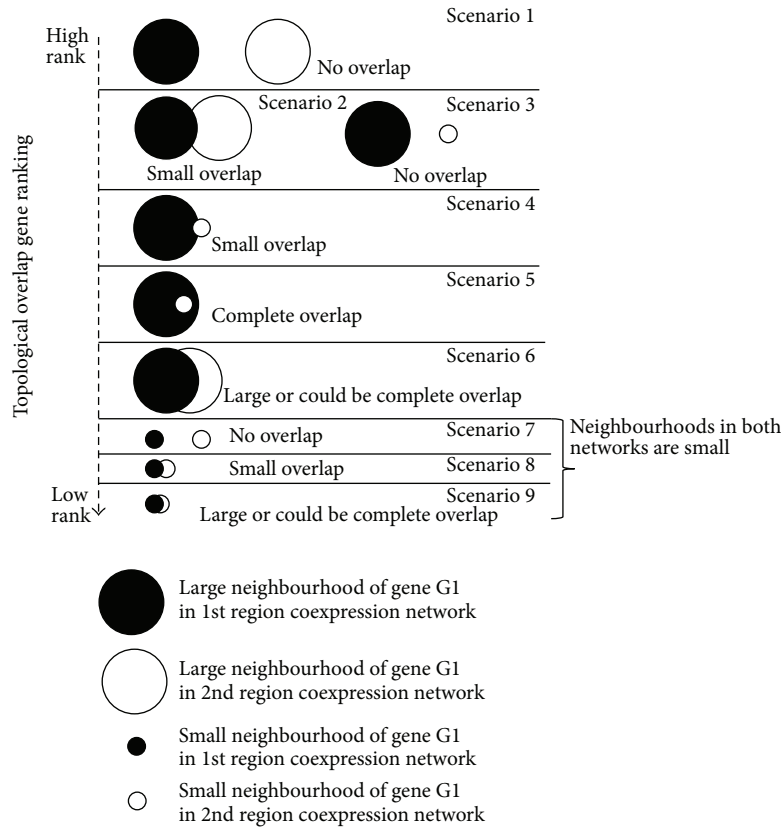 Scenario 1
High
rank
No overlap
Scenario 2
Scenario 3
Small overlap
No overlap
Scenario 4
Small overlap
Scenario 5
Complete overlap
Scenario 6
Large or could be complete overlap
Topological overlap gene ranking
Scenario 7
No overlap
Neighbourhoods in both
networks are small
Scenario 8
Small overlap
Scenario 9
Low
rank
Large or could be complete overlap
Large neighbourhood of gene G1
in 1st region coexpression network
Large neighbourhood of gene G1
in 2nd region coexpression network
Small neighbourhood of gene G1
in 1st region coexpression network
Small neighbourhood of gene G1
in 2nd region coexpression network